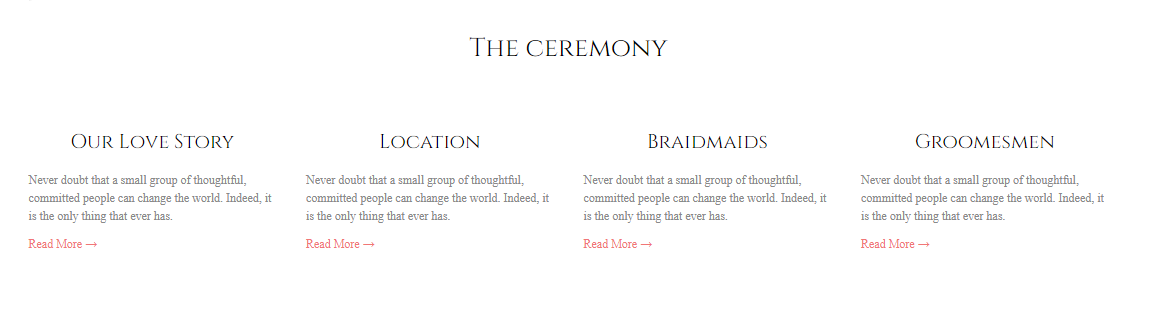 The ceremony
Our Love Story
Never doubt that a small group of thoughtful,
committed people can change the world. Indeed, it
is the only thing that ever has.
Read More →
Location
Never doubt that a small group of thoughtful,
committed people can change the world. Indeed, it
is the only thing that ever has.
Read More →
Braidmaids
Never doubt that a small group of thoughtful,
committed people can change the world. Indeed, it
is the only thing that ever has.
Read More →
Groomesmen
Never doubt that a small group of thoughtful,
committed people can change the world. Indeed, it
is the only thing that ever has.
Read More →